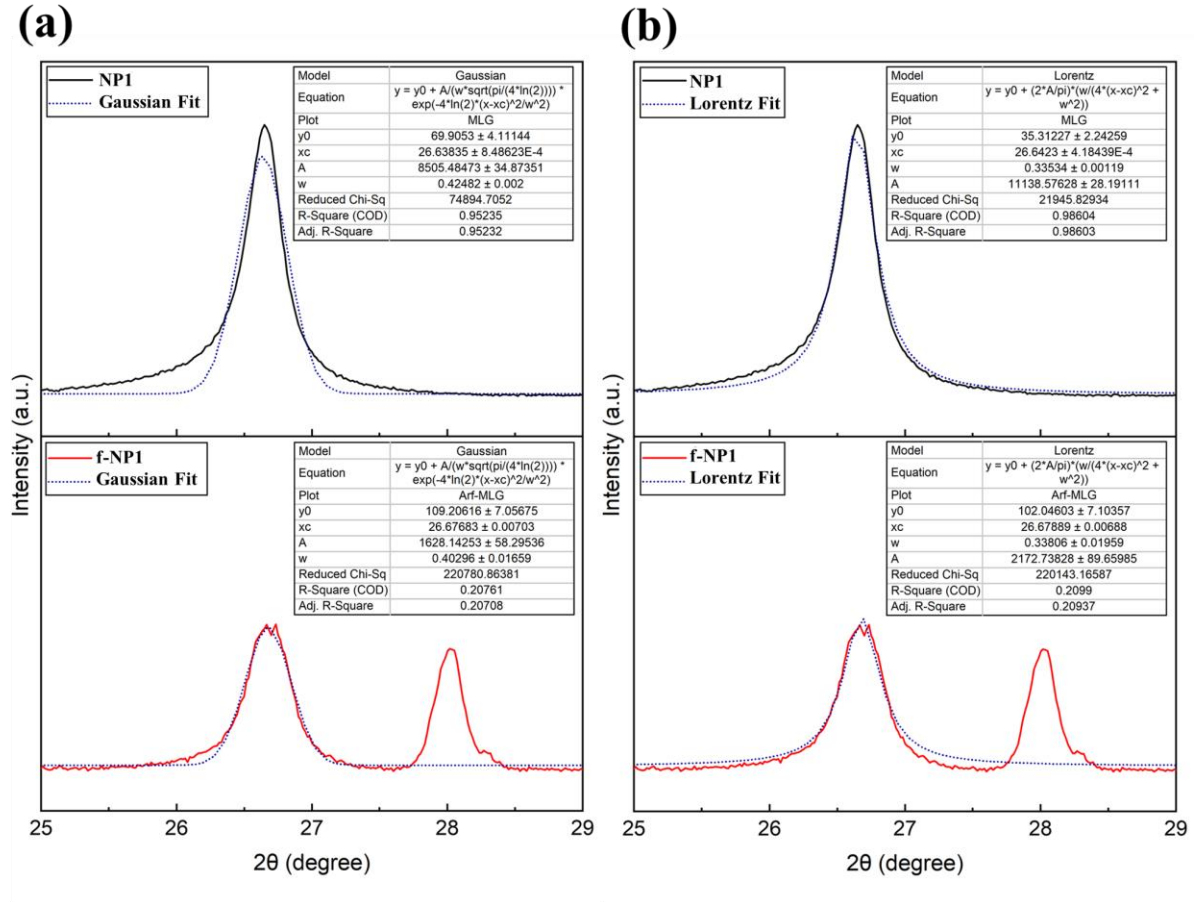 (a)
NP1
Gaussian Fit
Model Gaussian
Equation y = y0 + A/(w*sqrt(pi/(4*ln(2)))) *
exp(-4*ln(2)*(x-xc)^2/w^2)
Plot MLG
y0 69.9053 ± 4.11144
xc 26.63835 ± 8.48623E-4
A 8505.48473 ± 34.87351
w 0.42482 ± 0.002
Reduced Chi-Sq 74894.7052
R-Square (COD) 0.95235
Adj. R-Square 0.95232
f-NP1
Gaussian Fit
Model Gaussian
Equation y = y0 + A/(w*sqrt(pi/(4*ln(2)))) *
exp(-4*ln(2)*(x-xc)^2/w^2)
Plot Arf-MLG
y0 109.20616 ± 7.05675
xc 26.67683 ± 0.00703
A 1628.14253 ± 58.29536
w 0.40296 ± 0.01659
Reduced Chi-Sq 220780.86381
R-Square (COD) 0.20761
Adj. R-Square 0.20708
Intensity (a.u.)
25 26 27 28 29
2θ (degree)
(b)
NP1
Lorentz Fit
Model Lorentz
Equation y = y0 + (2*A/pi)*(w/(4*(x-xc)^2 +
w^2))
Plot MLG
y0 35.31227 ± 2.24259
xc 26.6423 ± 4.18439E-4
w 0.33534 ± 0.00119
A 11138.57628 ± 28.19111
Reduced Chi-Sq 21945.82934
R-Square (COD) 0.98604
Adj. R-Square 0.98603
f-NP1
Lorentz Fit
Model Lorentz
Equation y = y0 + (2*A/pi)*(w/(4*(x-xc)^2 +
w^2))
Plot Arf-MLG
y0 102.04603 ± 7.10357
xc 26.67889 ± 0.00688
w 0.33806 ± 0.01959
A 2172.73828 ± 89.65985
Reduced Chi-Sq 220143.16587
R-Square (COD) 0.2099
Adj. R-Square 0.20937
Intensity (a.u.)
25 26 27 28 29
2θ (degree)